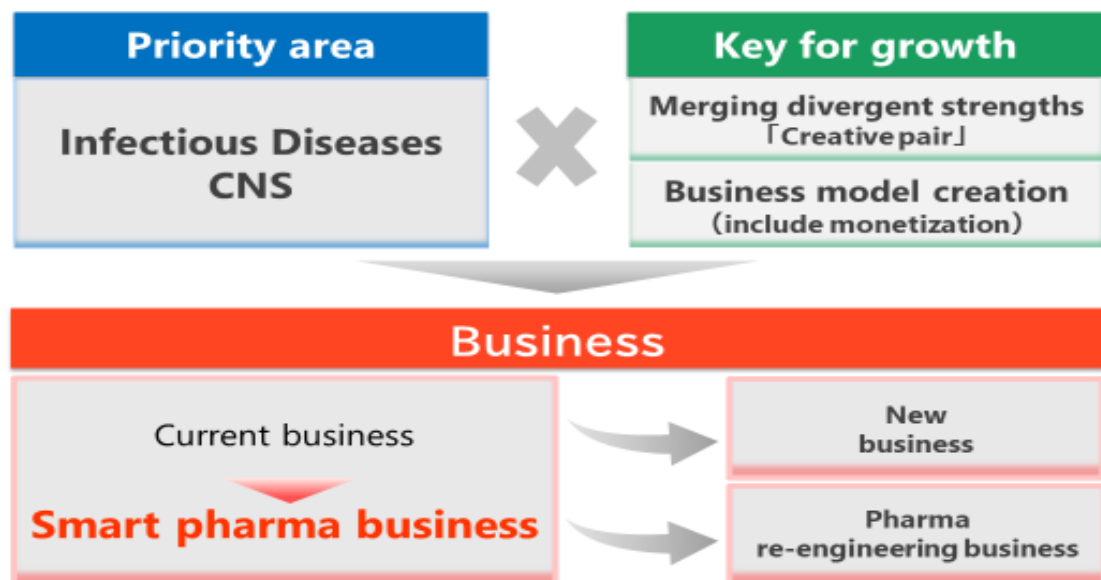 Priority area
Infectious Diseases
CNS
Key for growth
Merging divergent strengths
「Creative pair」
Business model creation
(include monetization)
Business
Current business
Smart pharma business
New
business
Pharma
re-engineering business